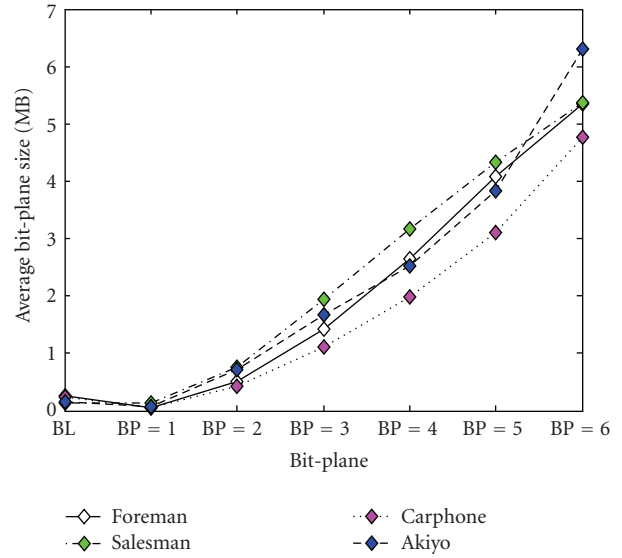 7
6
5
4
3
2
1
0
Average bit-plane size (MB)
BL BP = 1 BP = 2 BP = 3 BP = 4 BP = 5 BP = 6
Bit-plane
Foreman Carphone
Salesman Akiyo